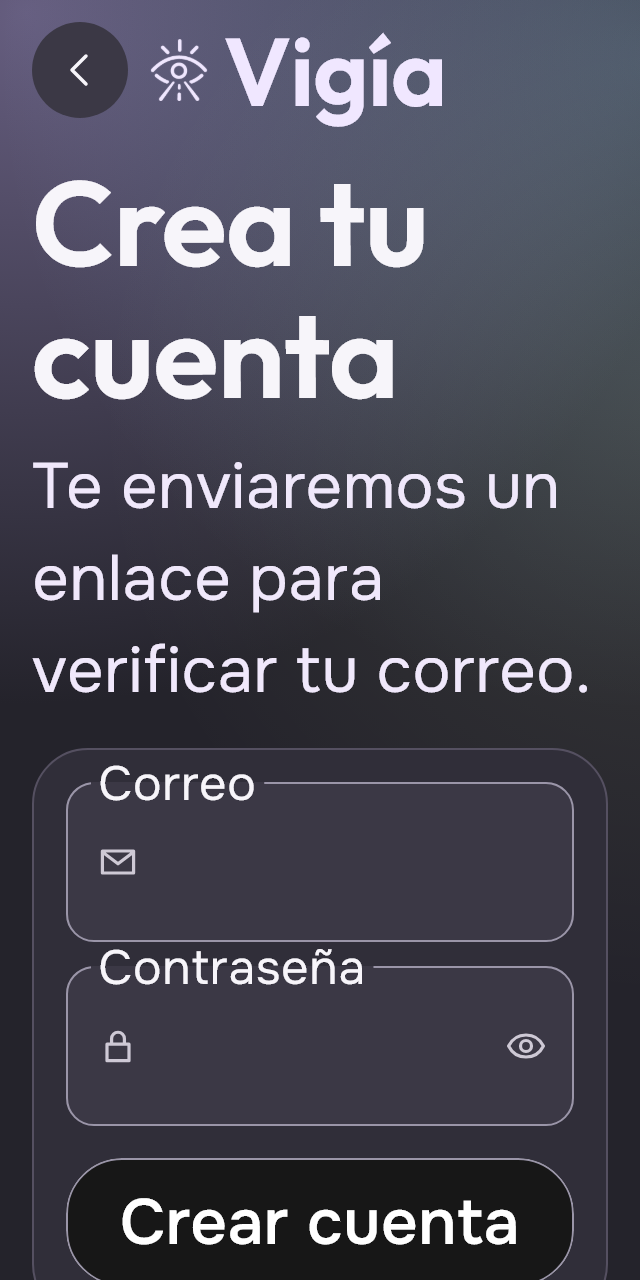 Vigía
Crea tu
cuenta
Te enviaremos un
enlace para
verificar tu correo.
Correo
Contraseña
Crear cuenta